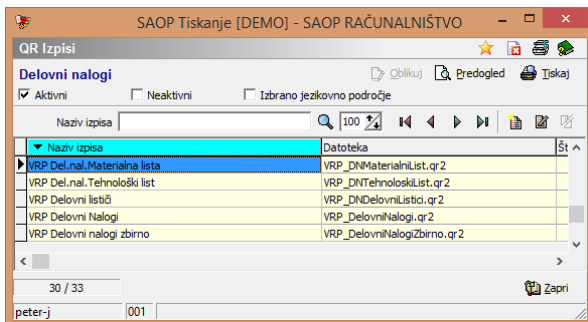 SAOP Tiskanje [DEMO] - SAOP RAČUNALNIŠTVO
QR Izpisi
Delovni nalogi Oblikuj Predogled Tiskaj
Aktivni Neaktivni Izbrano jezikovno področje
Naziv izpisa 100
Naziv izpisa Datoteka Št
VRP Del.nal.Materialna lista VRP_DNMaterialniList.qr2
VRP Del.nal.Tehnološki list VRP_DNTehnoloskiList.qr2
VRP Delovni lističi VRP_DNDelovniListici.qr2
VRP Delovni Nalogi VRP_DelovniNalogi.qr2
VRP Delovni nalogi zbirno VRP_DelovniNalogiZbirno.qr2
30 / 33 Zapri
peter-j 001